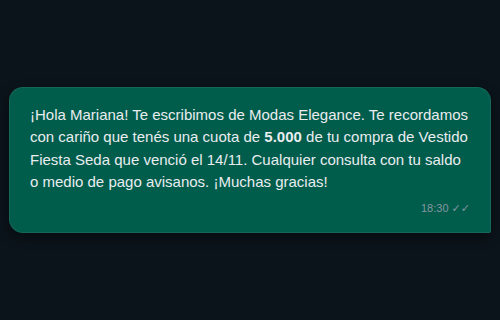 ¡Hola Mariana! Te escribimos de Modas Elegance. Te recordamos
con cariño que tenés una cuota de 5.000 de tu compra de Vestido
Fiesta Seda que venció el 14/11. Cualquier consulta con tu saldo
o medio de pago avisanos. ¡Muchas gracias!
18:30 ✓✓